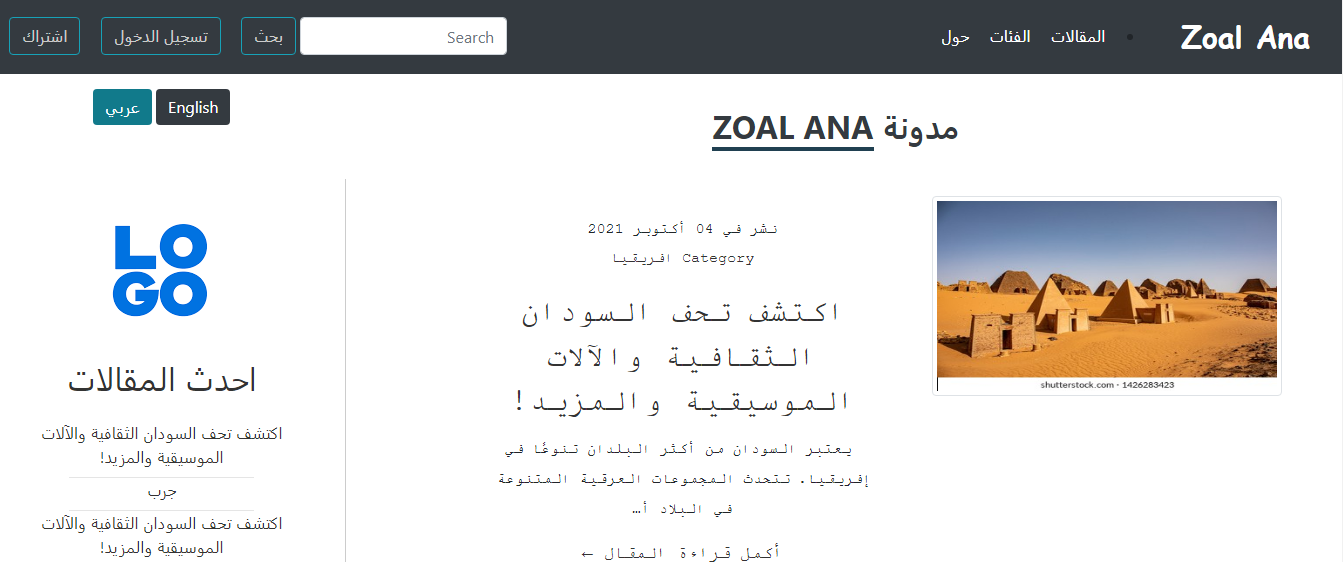 Zoal Ana
المقالات
الفئات
حول
Search
بحث
تسجيل الدخول
اشتراك
مدونة ZOAL ANA
English
عربي
shutterstock.com · 1426283423
نشر في 04 أكتوبر 2021
Category افريقيا
اكتشف تحف السودان
الثقافية والآلات
الموسيقية والمزيد!
يعتبر السودان من أكثر البلدان تنوعًا في
إفريقيا. تتحدث المجموعات العرقية المتنوعة
في البلاد أ…
أكمل قراءة المقال ←
LO
GO
احدث المقالات
اكتشف تحف السودان الثقافية والآلات
الموسيقية والمزيد!
جرب
اكتشف تحف السودان الثقافية والآلات
الموسيقية والمزيد!